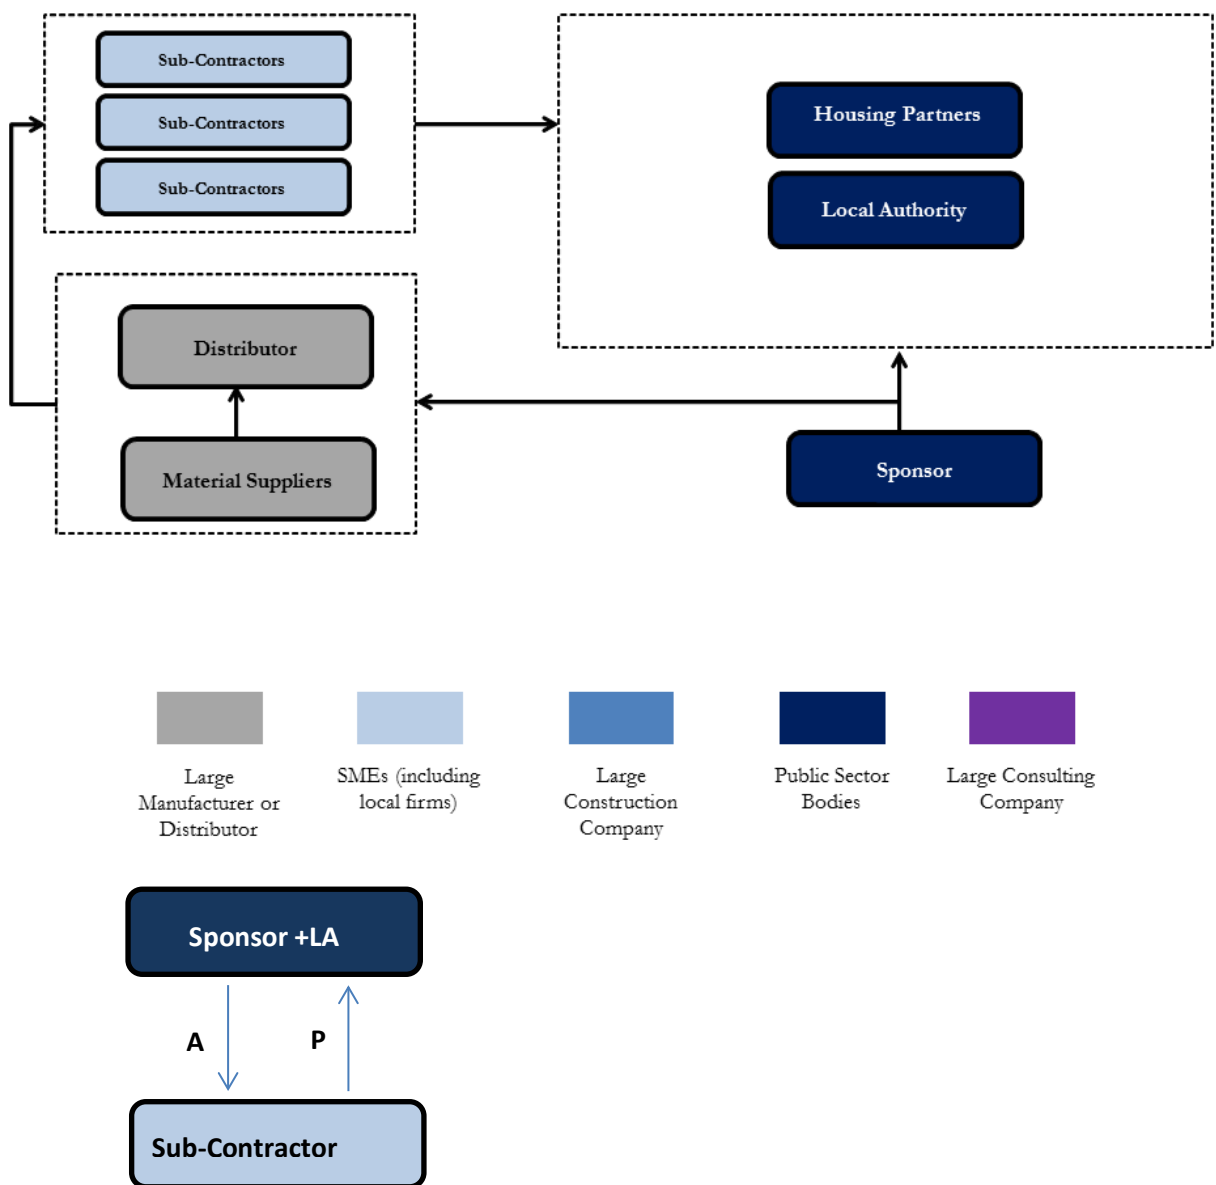 Sub-Contractors
Sub-Contractors
Sub-Contractors
Housing Partners
Local Authority
Distributor
Material Suppliers
Sponsor
Large
Manufacturer or
Distributor
SMEs (including
local firms)
Large
Construction
Company
Public Sector
Bodies
Large Consulting
Company
Sponsor +LA
A
P
Sub-Contractor